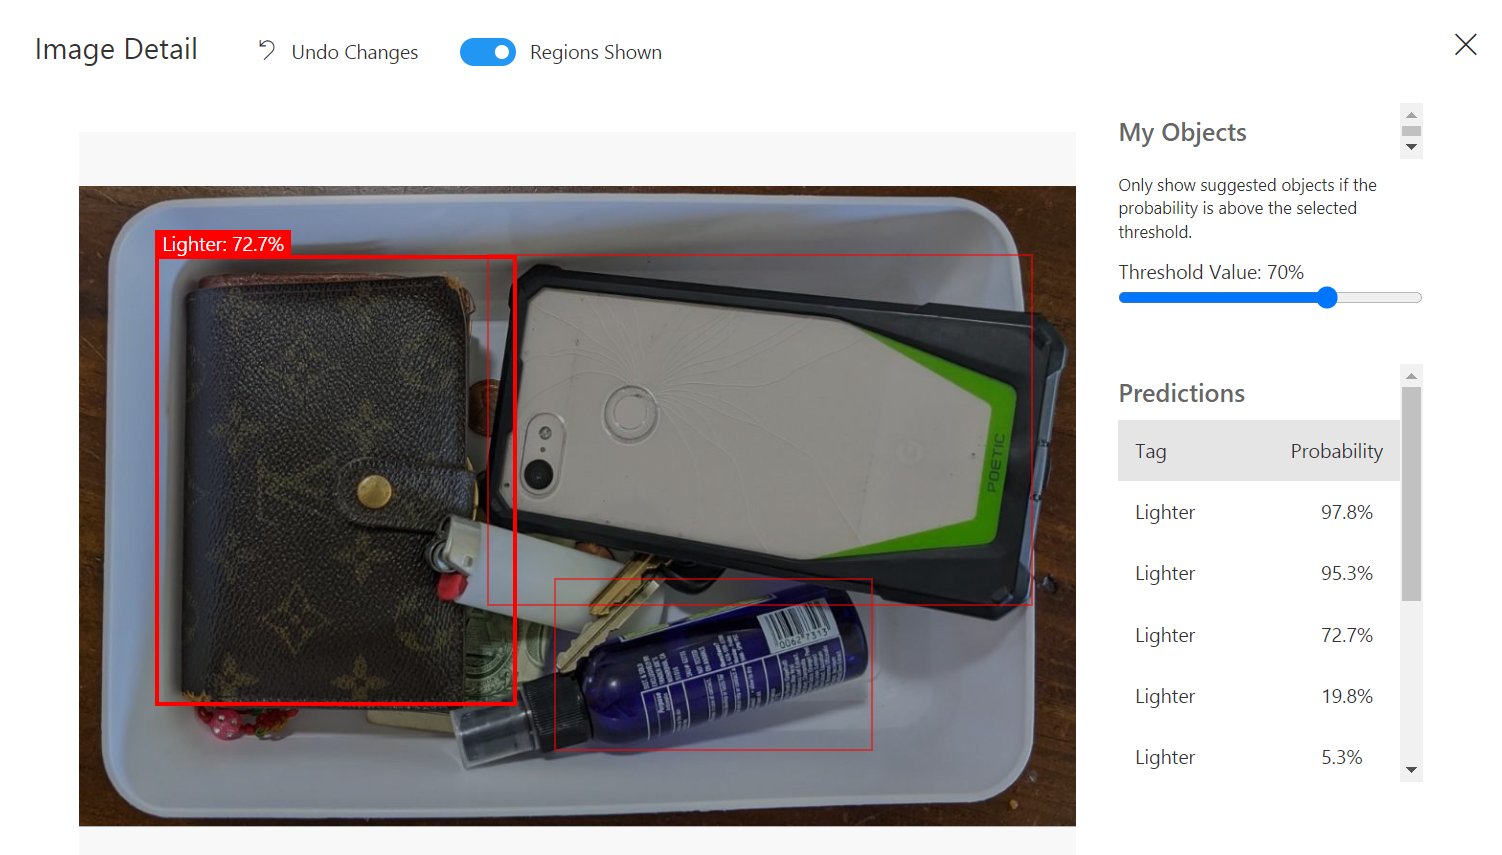 Image Detail
Undo Changes
Regions Shown
My Objects
Only show suggested objects if the
probability is above the selected
threshold.
Threshold Value: 70%
Lighter: 72.7%
POETIC
0062 7313
Predictions
Tag Probability
Lighter 97.8%
Lighter 95.3%
Lighter 72.7%
Lighter 19.8%
Lighter 5.3%